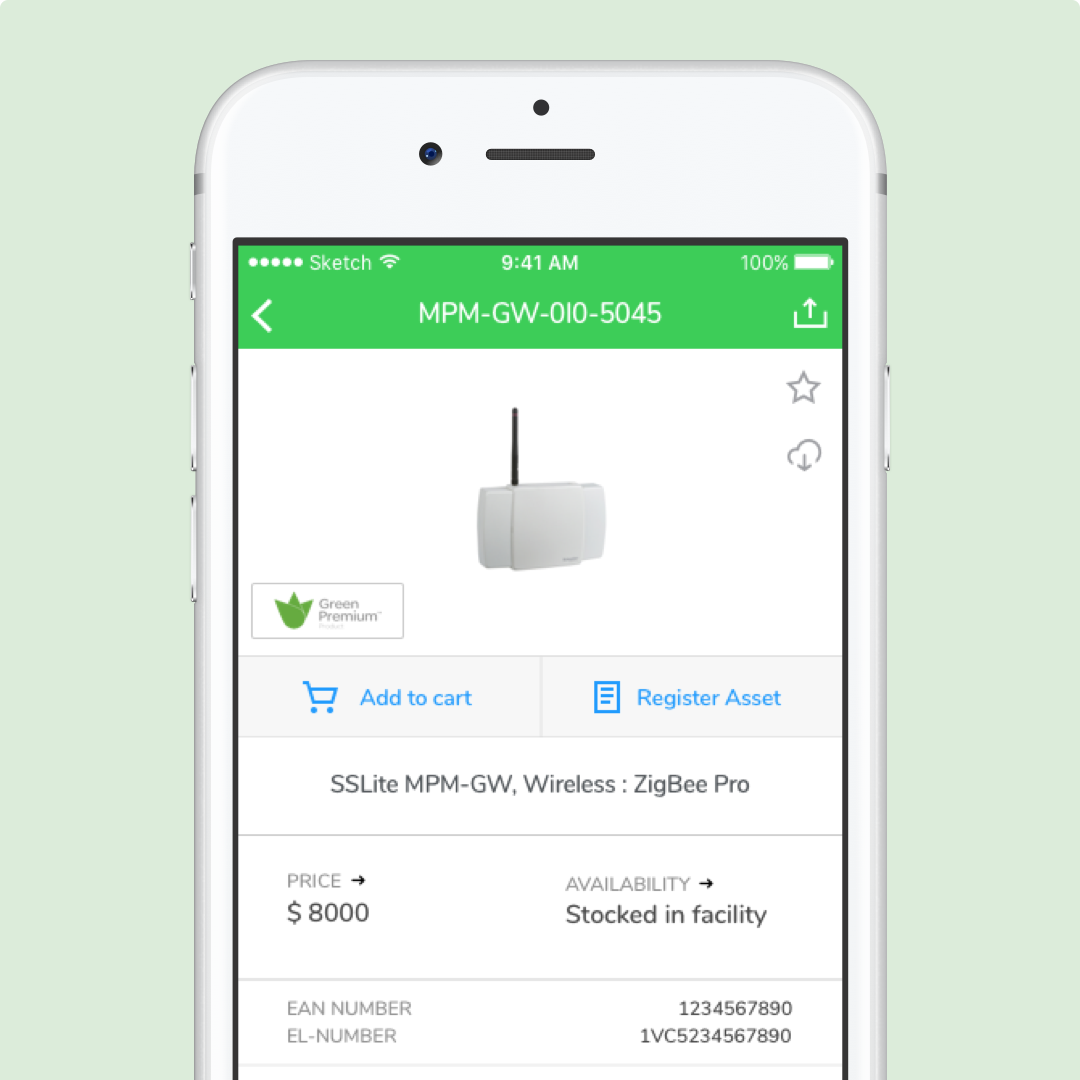 Sketch 9:41 AM 100%
MPM-GW-0I0-5045
Green
Premium™
Product
Add to cart Register Asset
SSLite MPM-GW, Wireless : ZigBee Pro
PRICE → AVAILABILITY →
$ 8000 Stocked in facility
EAN NUMBER 1234567890
EL-NUMBER 1VC5234567890